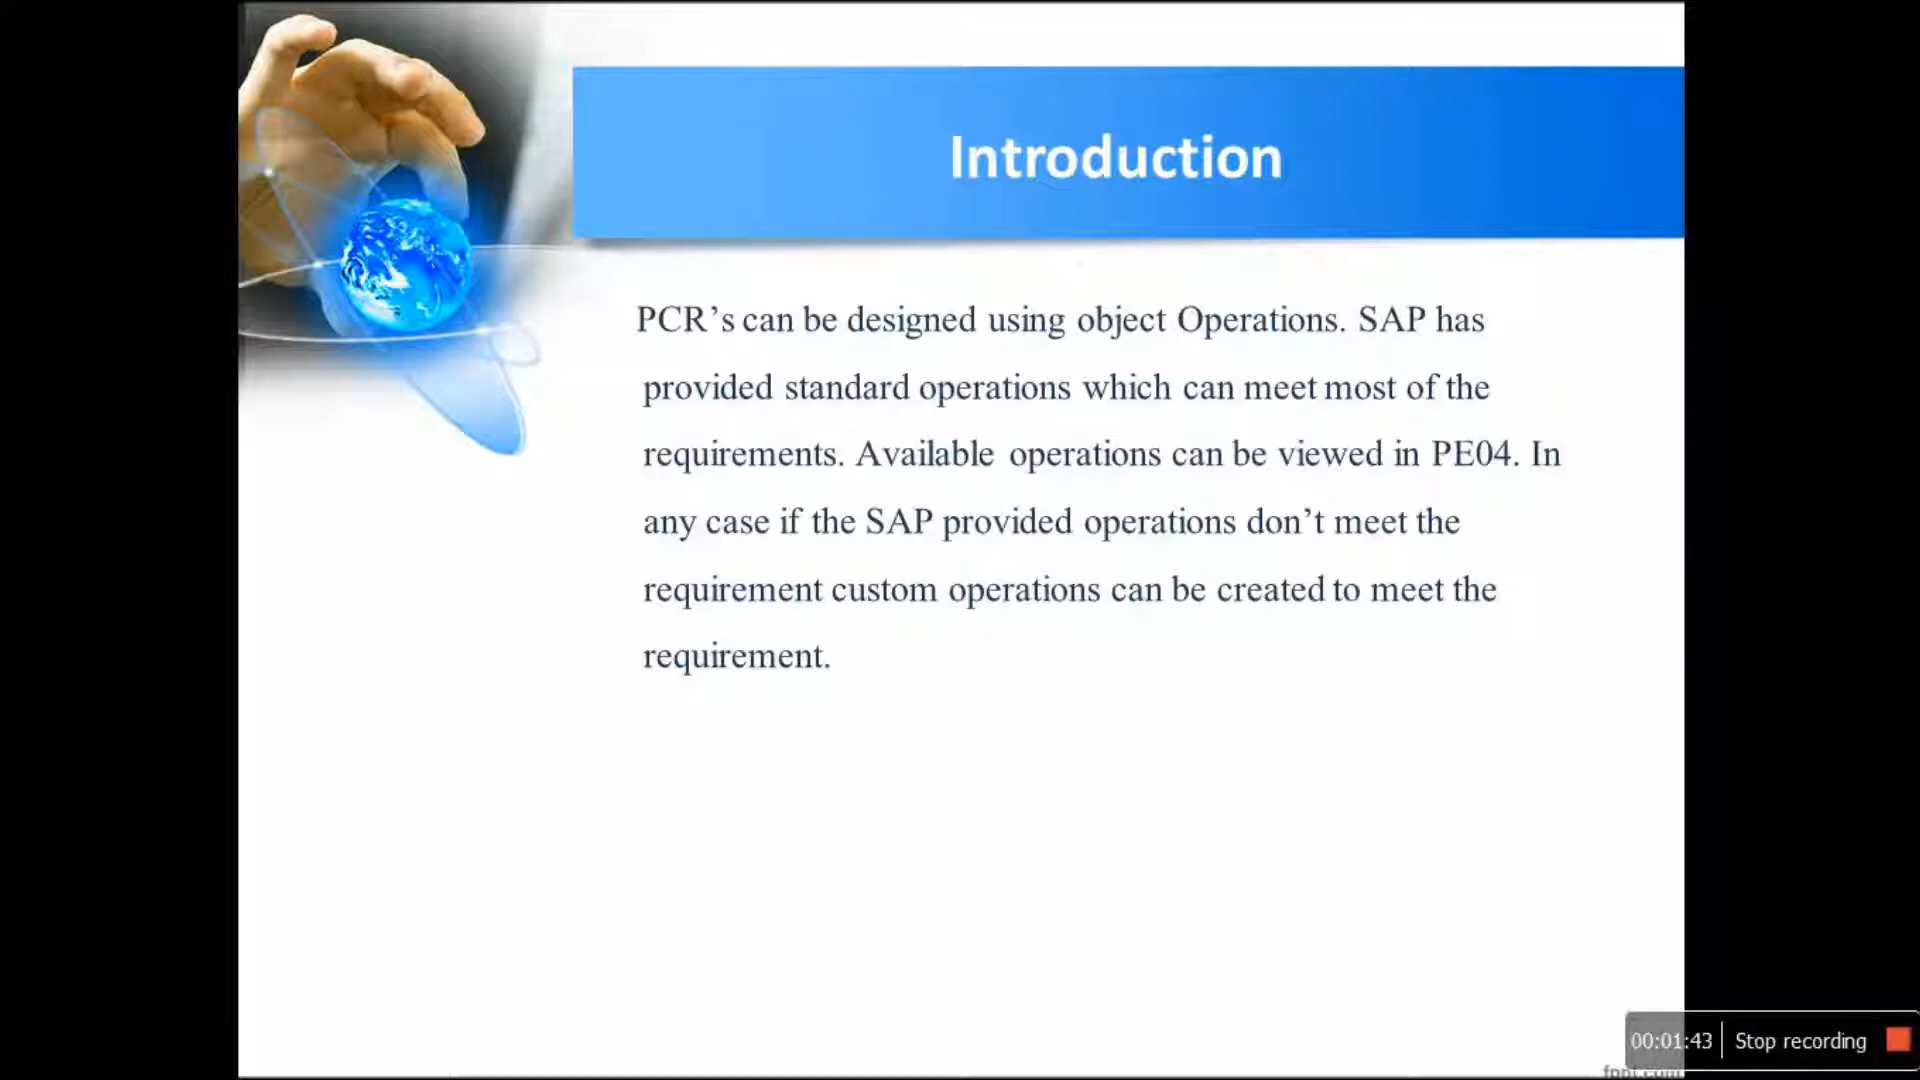 Introduction
PCR’s can be designed using object Operations. SAP has
provided standard operations which can meet most of the
requirements. Available operations can be viewed in PE04. In
any case if the SAP provided operations don’t meet the
requirement custom operations can be created to meet the
requirement.
00:01:43 Stop recording